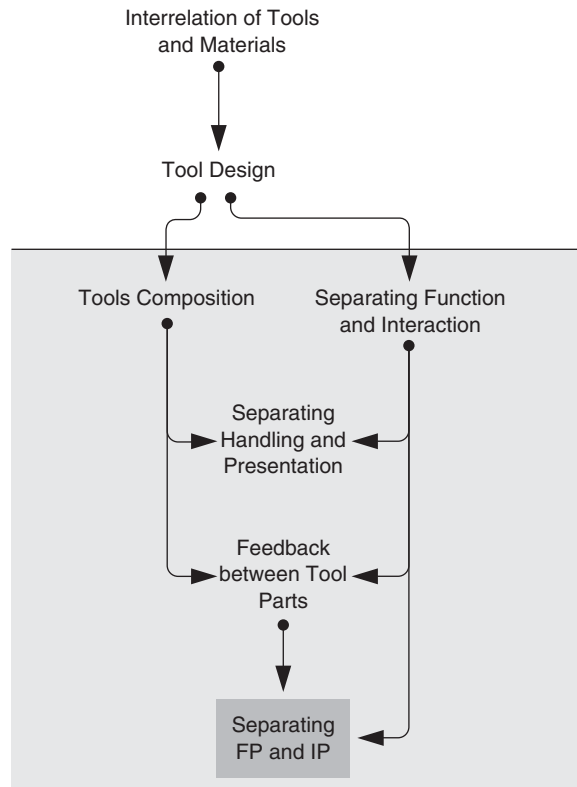 Interrelation of Tools
and Materials
Tool Design
Tools Composition
Separating Function
and Interaction
Separating
Handling and
Presentation
Feedback
between Tool
Parts
Separating
FP and IP